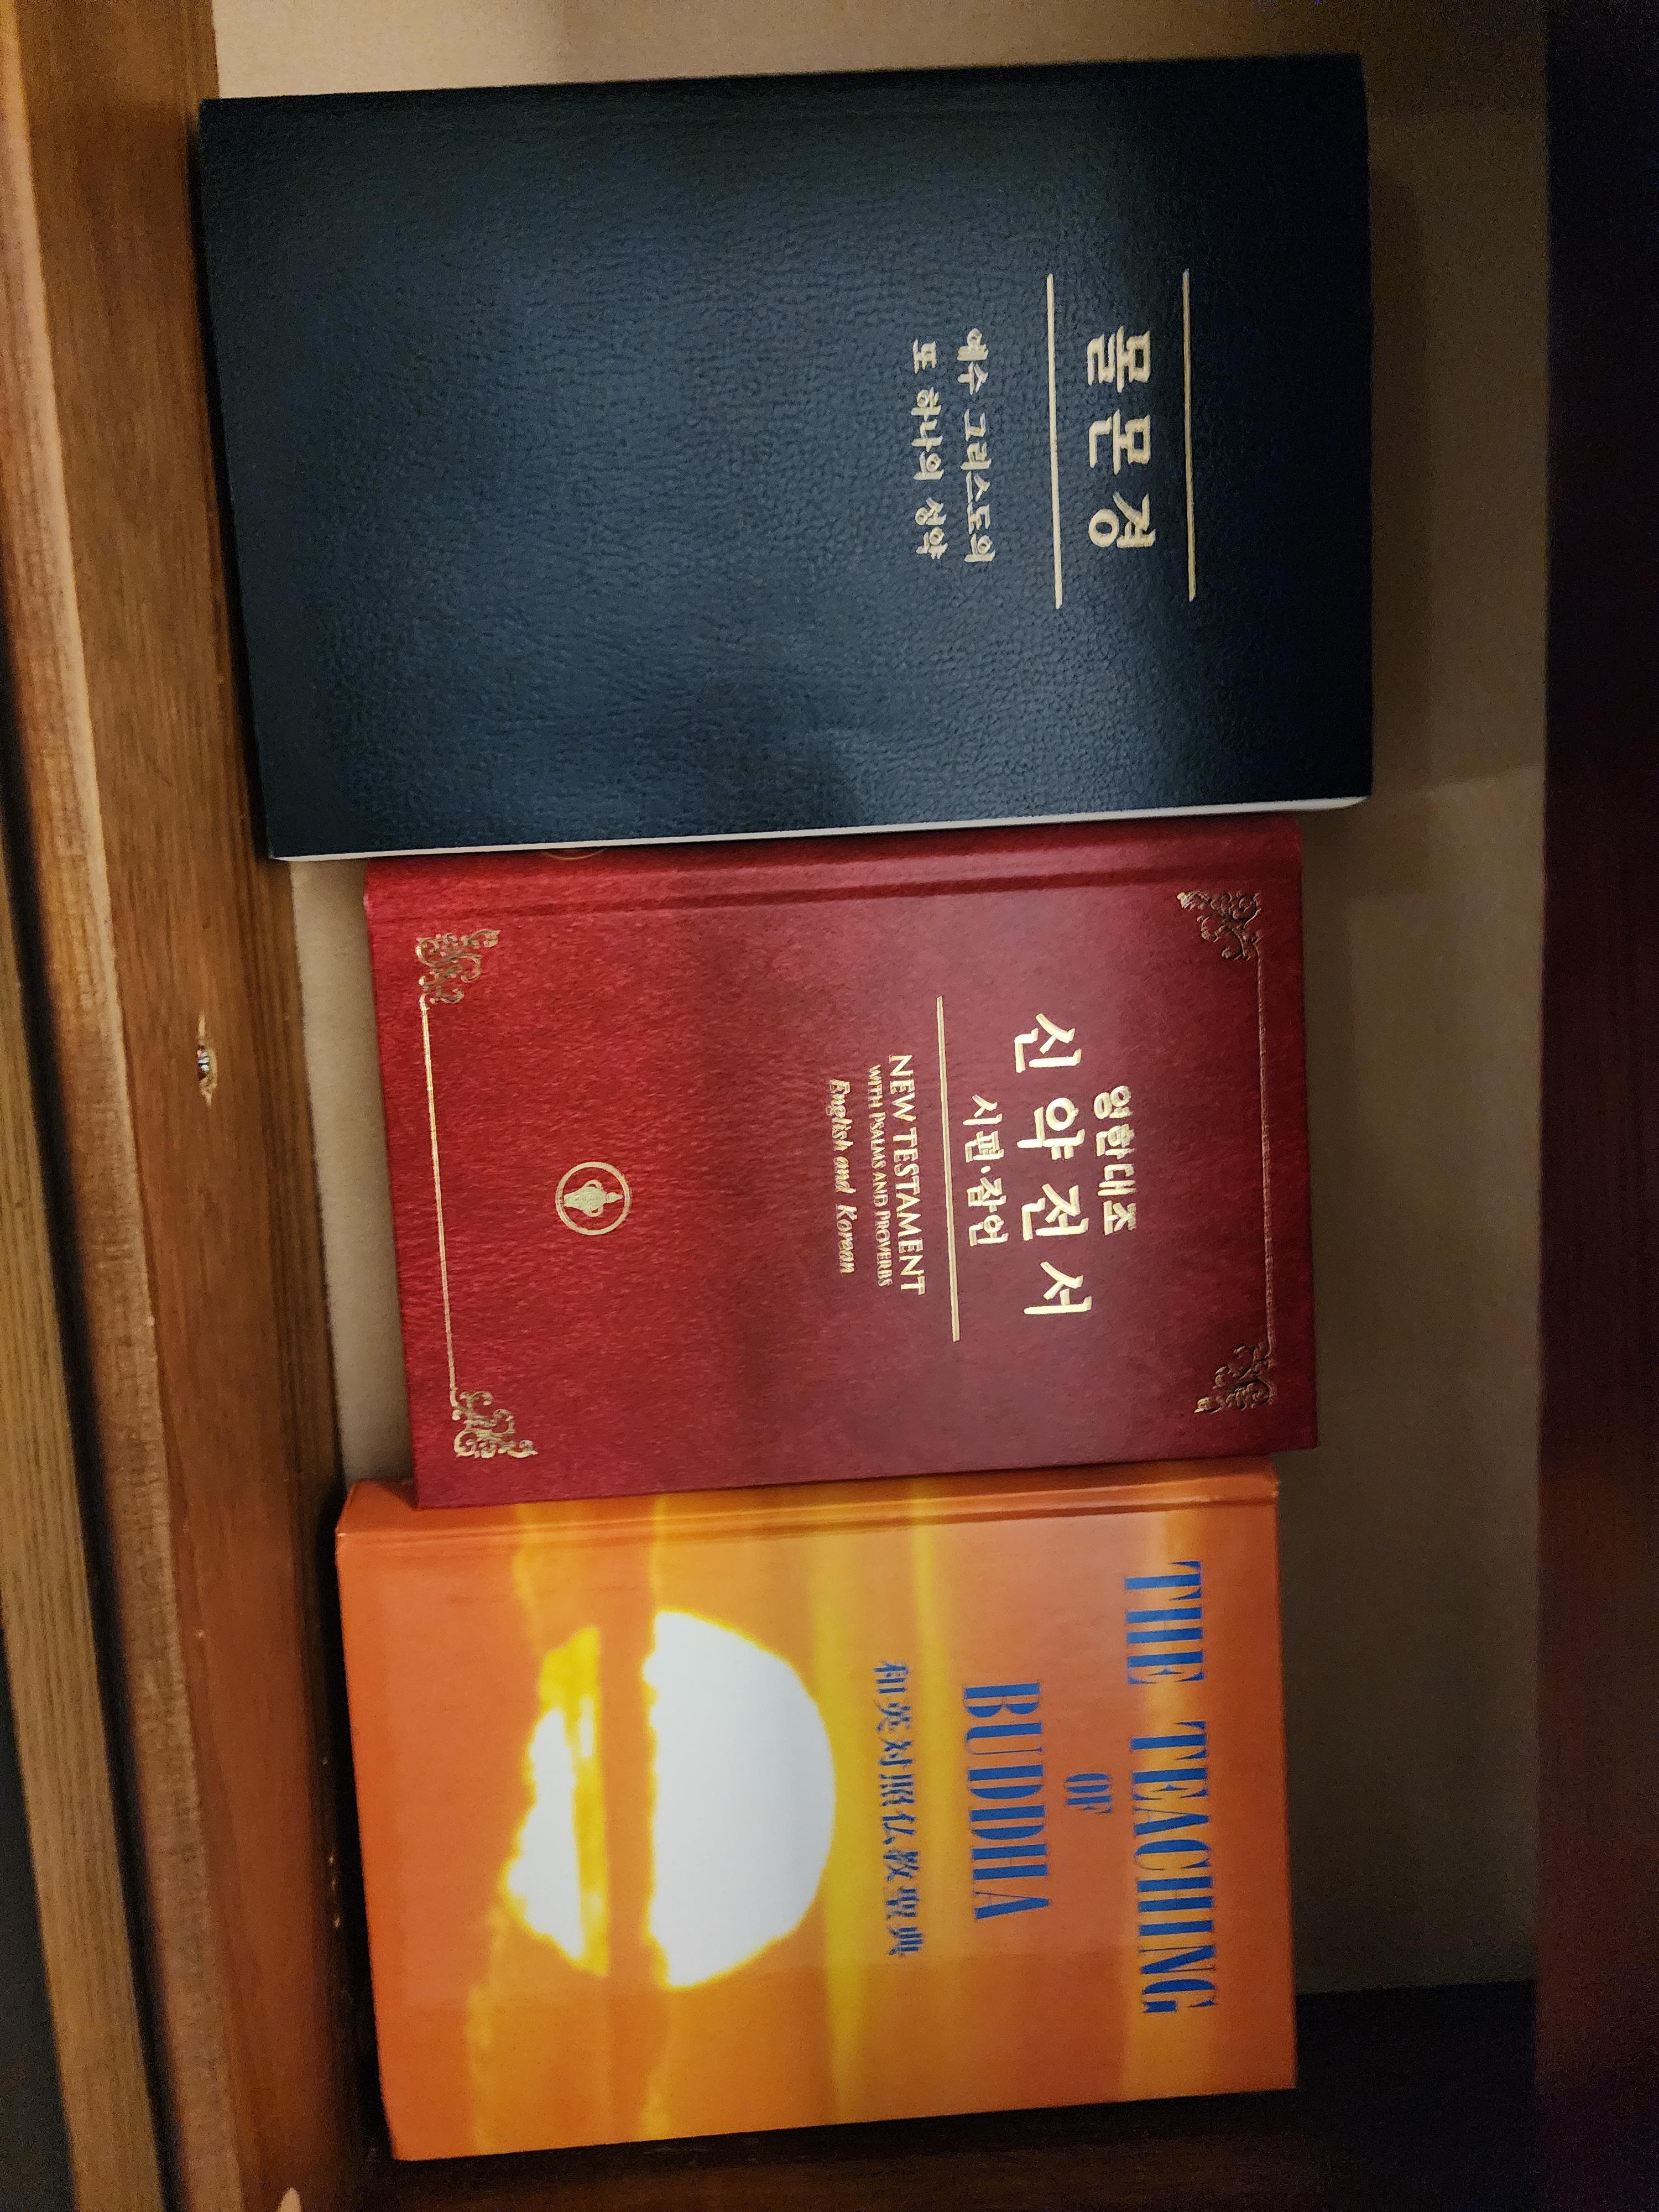 몰몬경
예수 그리스도의
또 하나의 성약
영한대조
신약전서
시편·잠언
NEW TESTAMENT
WITH PSALMS AND PROVERBS
English and Korean
THE TEACHING
OF
BUDDHA
和英対照仏教聖典